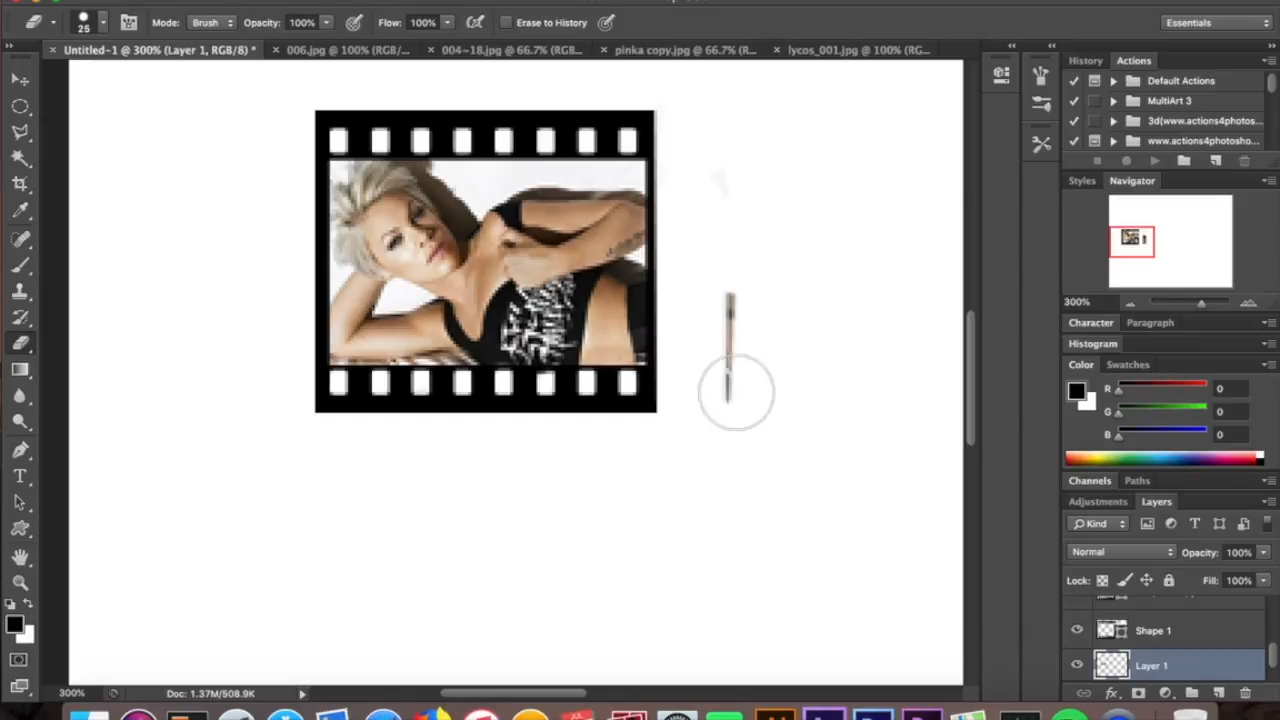 25
Mode: Brush
Opacity: 100%
Flow: 100%
Erase to History
Essentials
× Untitled-1 @ 300% (Layer 1, RGB/8) *
× 006.jpg @ 100% (RGB/...
× 004-18.jpg @ 66.7% (RGB...
× pinka copy.jpg @ 66.7% (R...
× lycos_001.jpg @ 100% (RG...
History
Actions
Default Actions
MultiArt 3
3d(www.actions4photos...
www.actions4photosho...
Styles
Navigator
300%
Character
Paragraph
Histogram
Color
Swatches
R 0
G 0
B 0
Channels
Paths
Adjustments
Layers
Kind
Normal
Opacity: 100%
Lock:
Fill: 100%
Shape 1
Layer 1
300%
Doc: 1.37M/508.9K